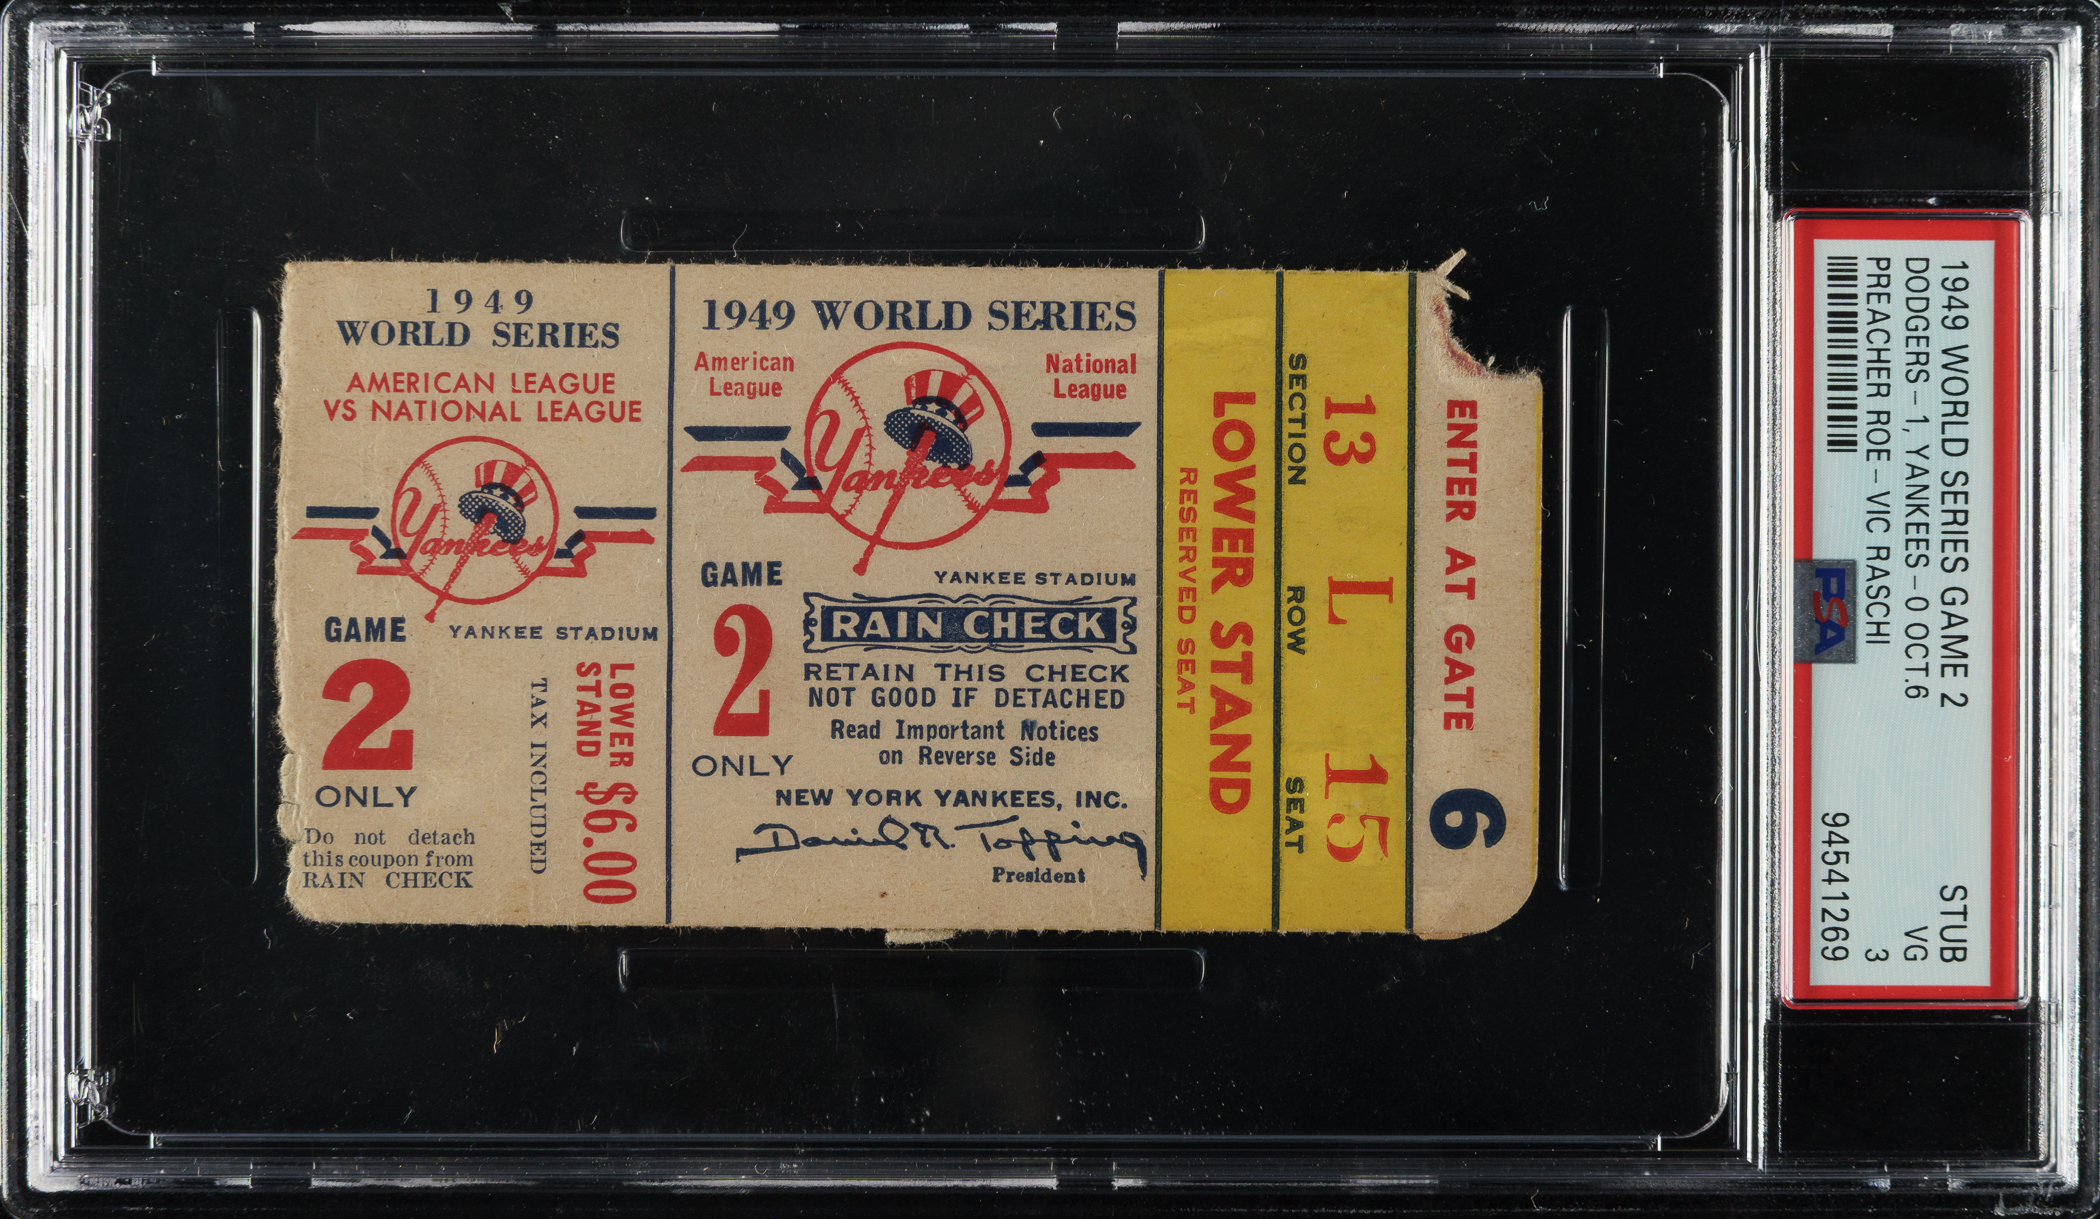 1949
WORLD SERIES
AMERICAN LEAGUE
VS NATIONAL LEAGUE
Yankees
GAME
YANKEE STADIUM
2
ONLY
Do not detach
this coupon from
RAIN CHECK
TAX INCLUDED
LOWER
STAND
$6.00
1949 WORLD SERIES
American
League
National
League
Yankees
GAME
2
ONLY
YANKEE STADIUM
RAIN CHECK
RETAIN THIS CHECK
NOT GOOD IF DETACHED
Read Important Notices
on Reverse Side
NEW YORK YANKEES, INC.
Daniel R. Topping
President
LOWER STAND
RESERVED SEAT
13 L 15
SECTION ROW SEAT
ENTER AT GATE 6
1949 WORLD SERIES GAME 2 STUB
DODGERS - 1, YANKEES - 0 OCT.6 VG
PREACHER ROE - VIC RASCHI 3
94541269
PSA